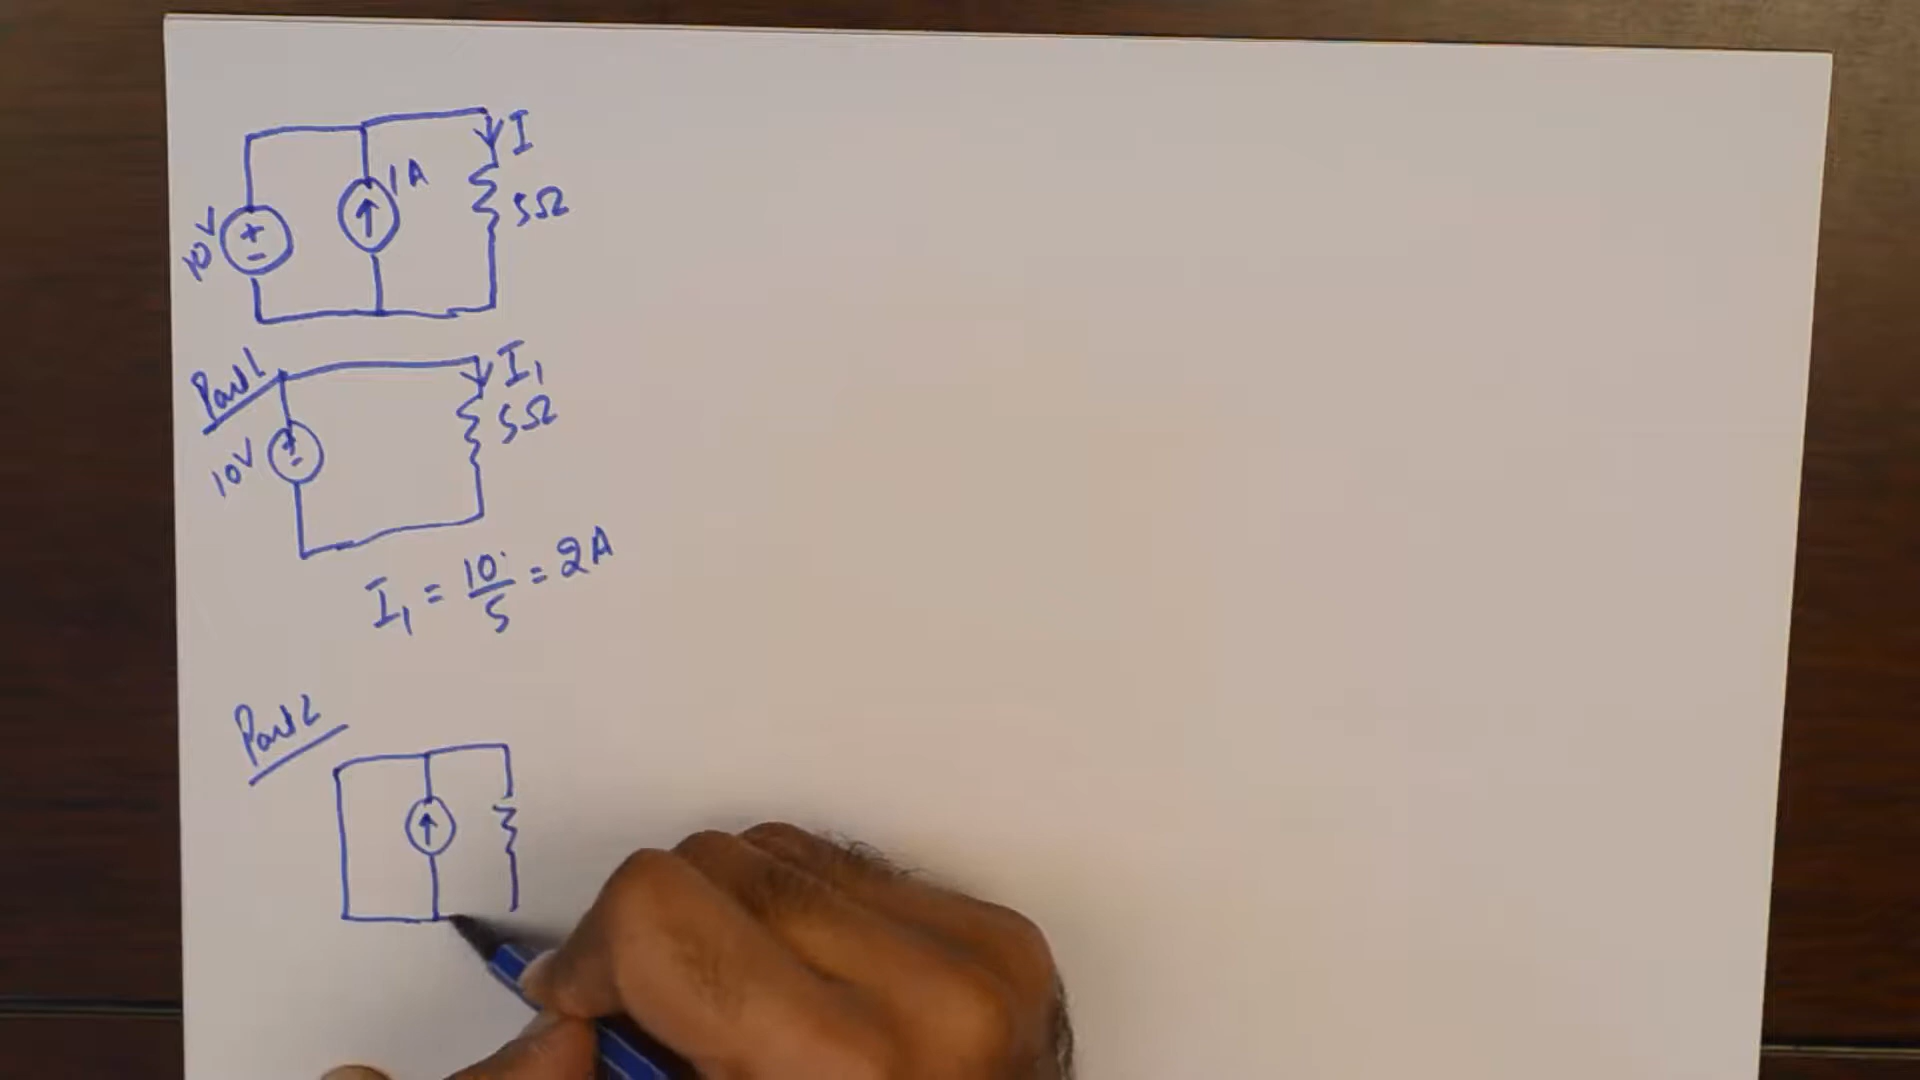 I
1A
10V
+
-
5Ω
Part 1
I₁
10V
+
-
5Ω
I₁ = 10/5 = 2A
Part 2